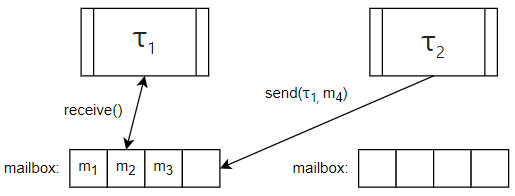 τ1
τ2
receive()
send(τ1, m4)
mailbox:
m1 m2 m3
mailbox: